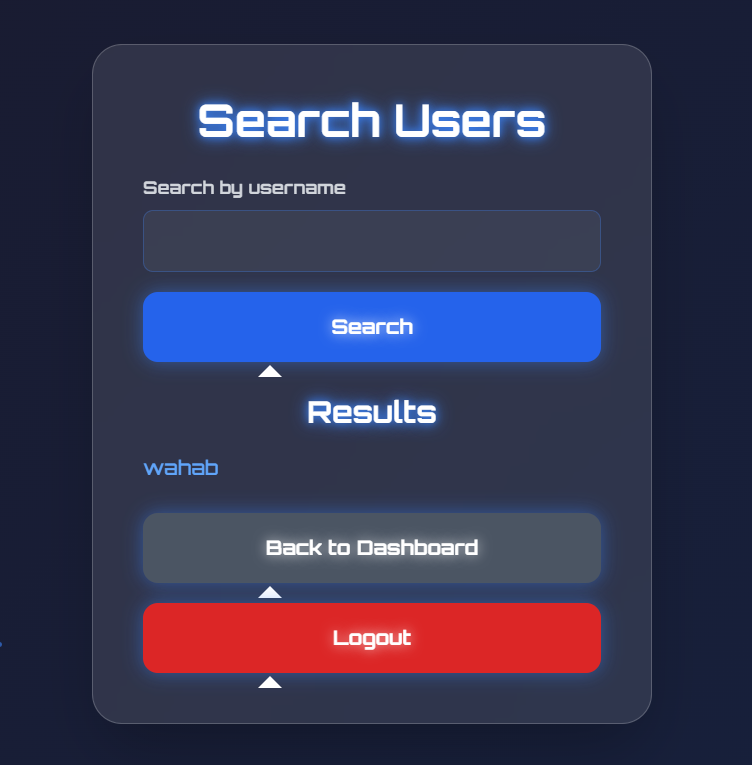 Search Users
Search by username
Search
Results
wahab
Back to Dashboard
Logout